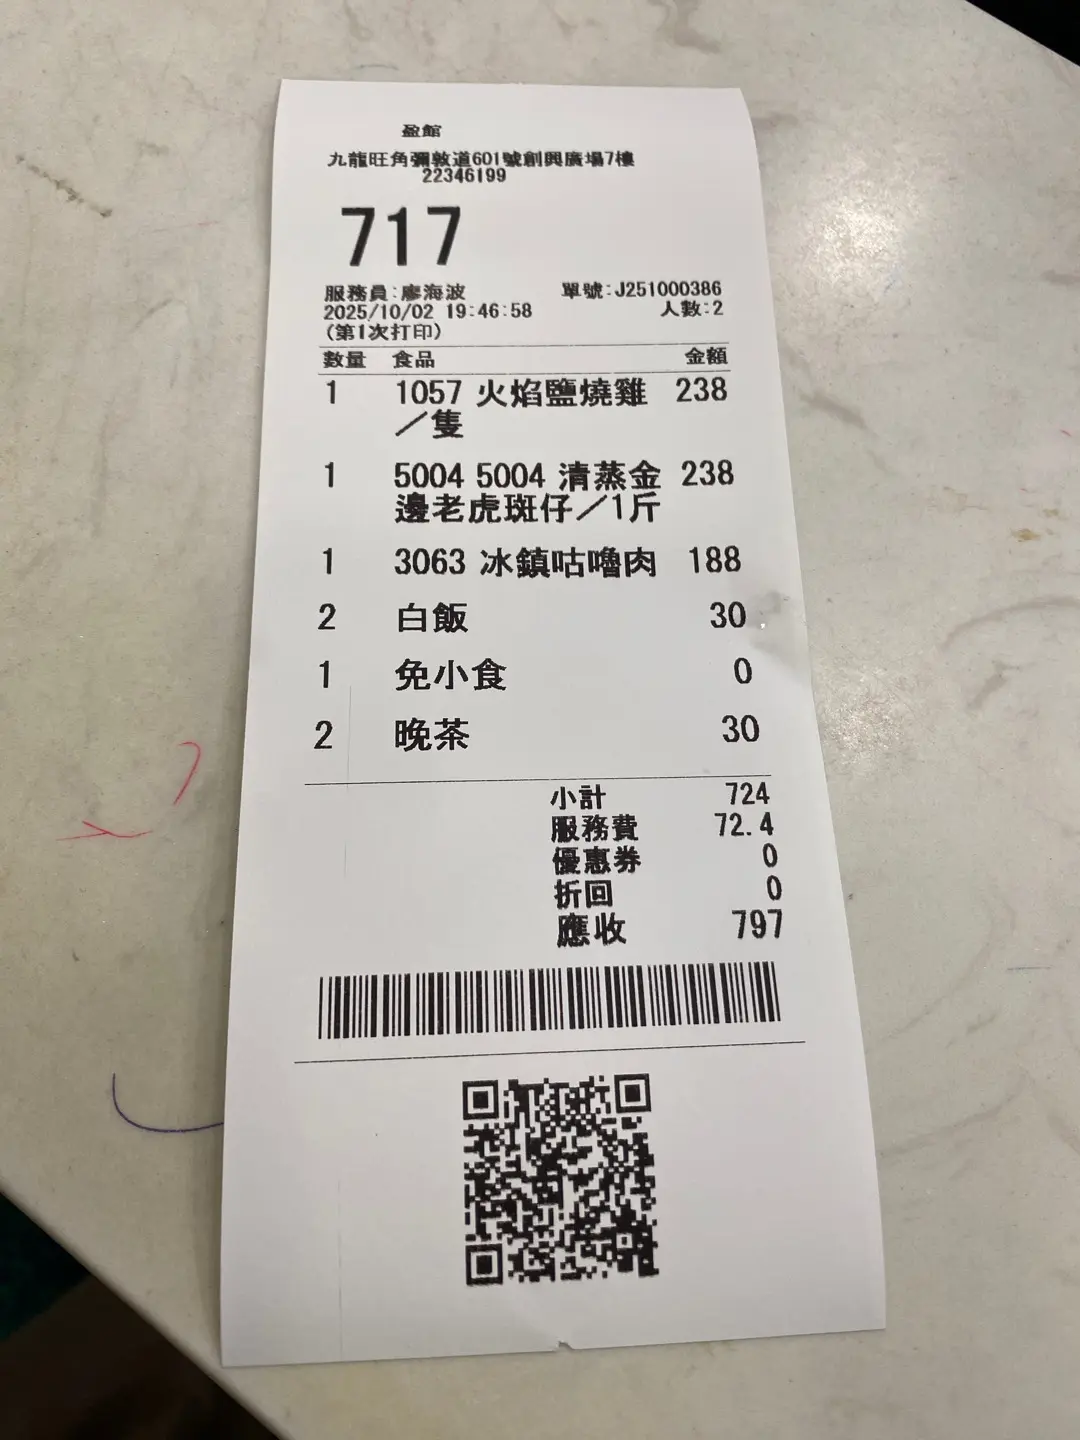 盈館
九龍旺角彌敦道601號創興廣場7樓
22346199
717
服務員:廖海波 單號:J251000386
2025/10/02 19:46:58 人數:2
(第1次打印)
數量 食品 金額
1 1057 火焰鹽燒雞 238
／隻
1 5004 5004 清蒸金 238
邊老虎斑仔／1斤
1 3063 冰鎮咕嚕肉 188
2 白飯 30
1 免小食 0
2 晚茶 30
小計 724
服務費 72.4
優惠券 0
折回 0
應收 797